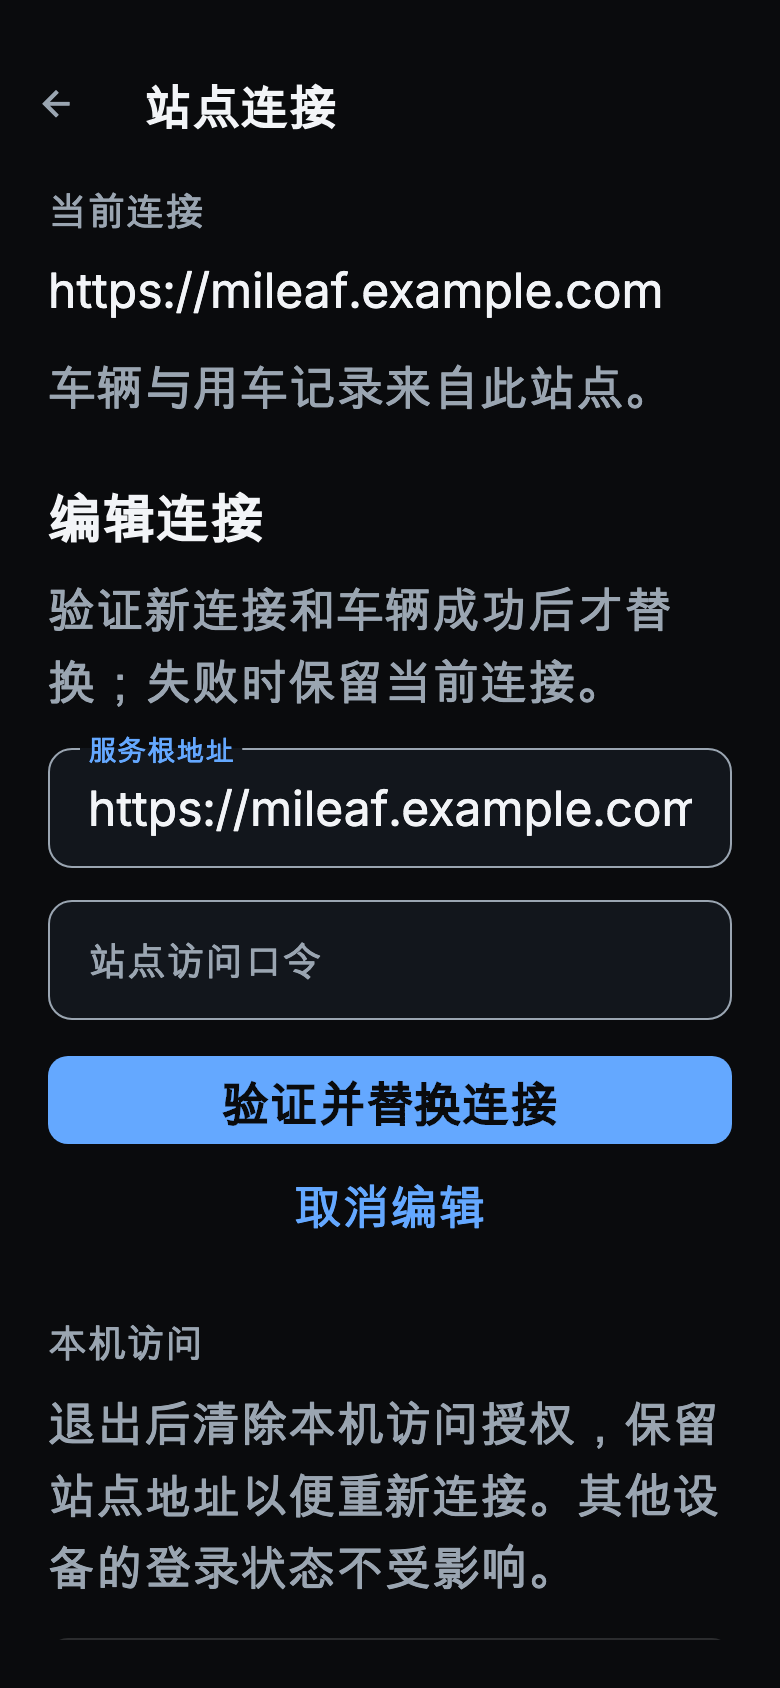 站点连接
当前连接
https://mileaf.example.com
车辆与用车记录来自此站点。
编辑连接
验证新连接和车辆成功后才替
换；失败时保留当前连接。
服务根地址
https://mileaf.example.com
站点访问口令
验证并替换连接
取消编辑
本机访问
退出后清除本机访问授权，保留
站点地址以便重新连接。其他设
备的登录状态不受影响。